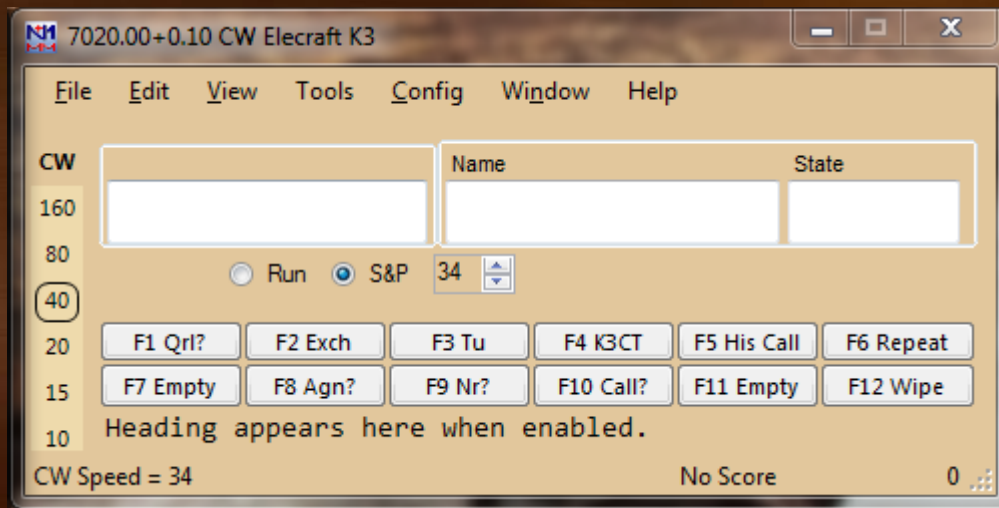 N1 MM 7020.00+0.10 CW Elecraft K3
File Edit View Tools Config Window Help
CW Name State
160
80
Run S&P 34
40
20 F1 Qrl? F2 Exch F3 Tu F4 K3CT F5 His Call F6 Repeat
15 F7 Empty F8 Agn? F9 Nr? F10 Call? F11 Empty F12 Wipe
10 Heading appears here when enabled.
CW Speed = 34 No Score 0